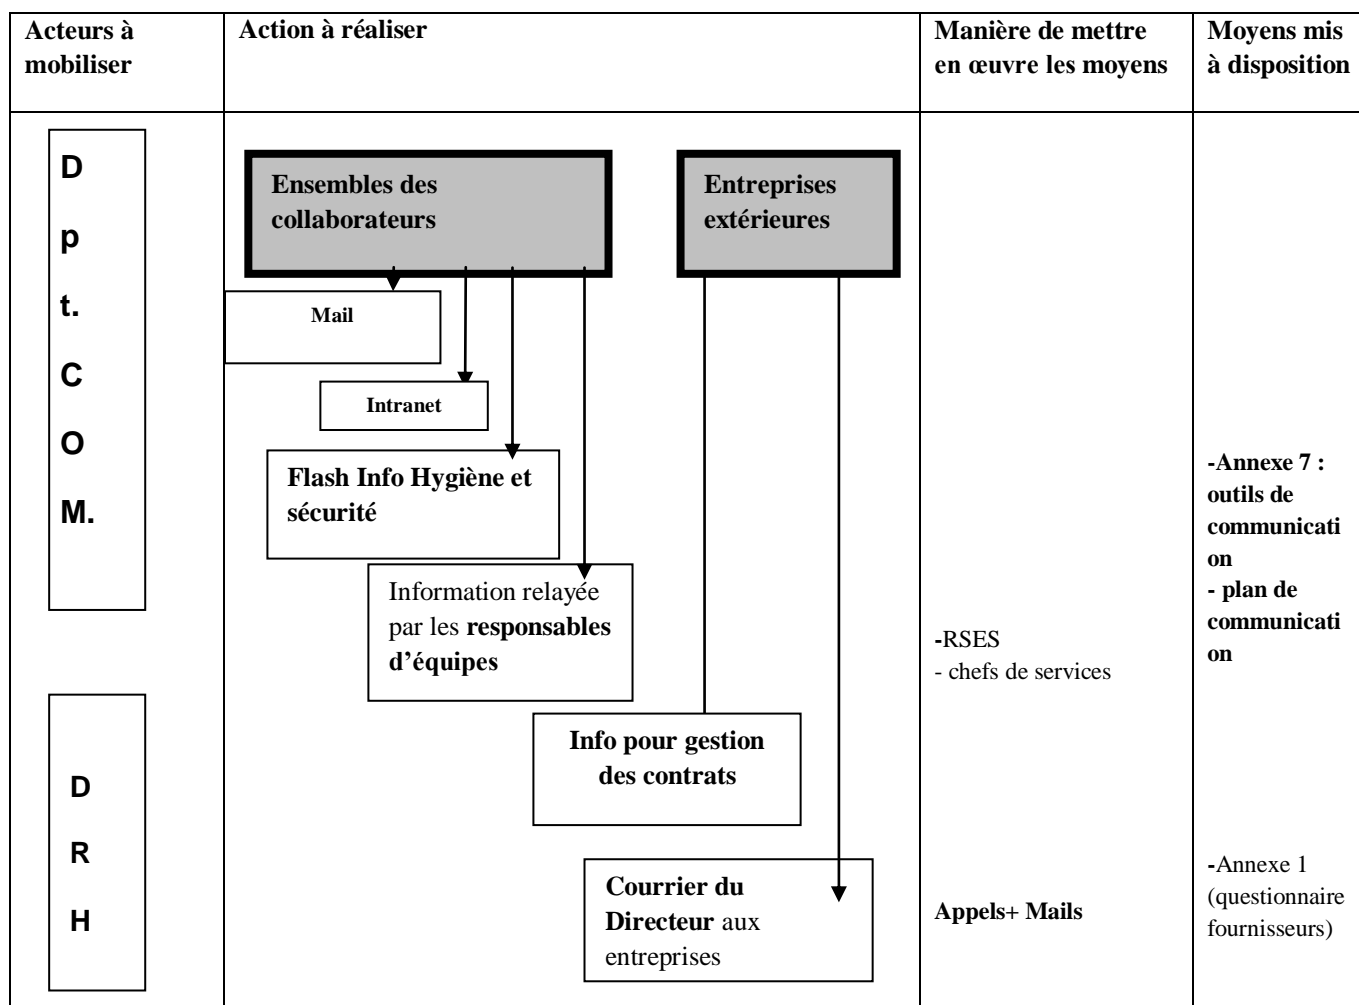 Acteurs à
mobiliser
Action à réaliser
Manière de mettre
en œuvre les moyens
Moyens mis
à disposition
D
p
t.
C
O
M.
Ensembles des
collaborateurs
Entreprises
extérieures
Mail
Intranet
Flash Info Hygiène et
sécurité
Information relayée
par les responsables
d’équipes
-RSES
- chefs de services
-Annexe 7 :
outils de
communicati
on
- plan de
communicati
on
D
R
H
Info pour gestion
des contrats
Courrier du
Directeur aux
entreprises
Appels+ Mails
-Annexe 1
(questionnaire
fournisseurs)